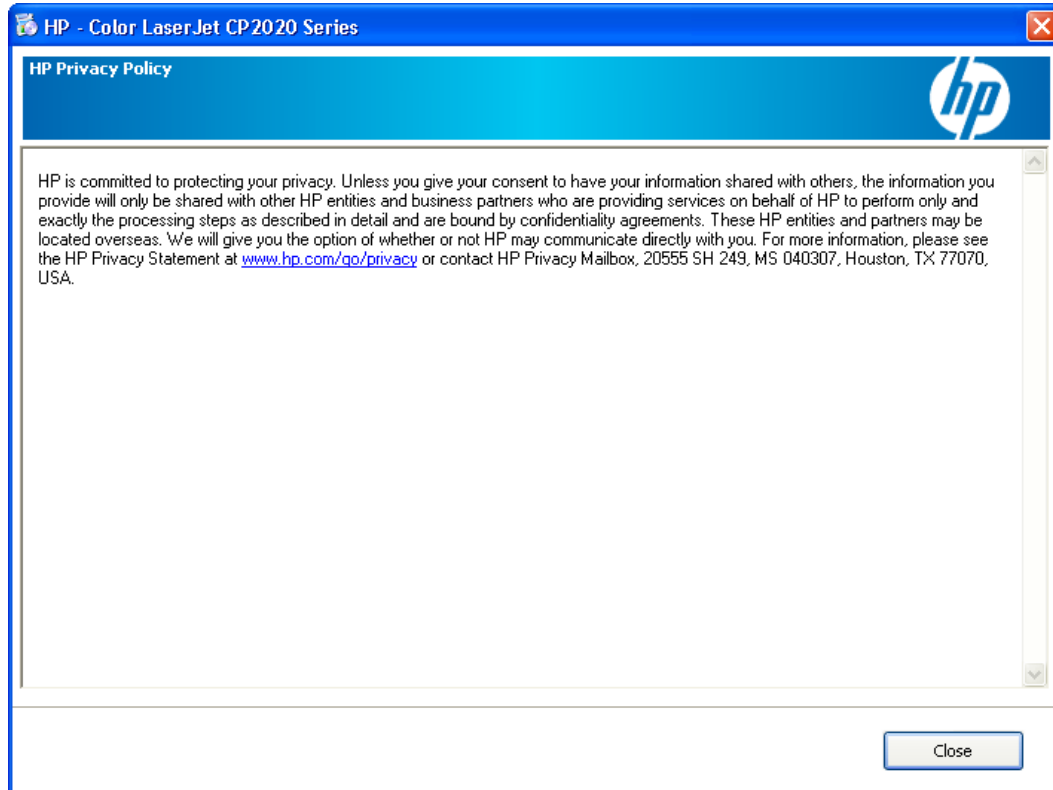 HP - Color LaserJet CP2020 Series
HP Privacy Policy
hp
HP is committed to protecting your privacy. Unless you give your consent to have your information shared with others, the information you
provide will only be shared with other HP entities and business partners who are providing services on behalf of HP to perform only and
exactly the processing steps as described in detail and are bound by confidentiality agreements. These HP entities and partners may be
located overseas. We will give you the option of whether or not HP may communicate directly with you. For more information, please see
the HP Privacy Statement at www.hp.com/go/privacy or contact HP Privacy Mailbox, 20555 SH 249, MS 040307, Houston, TX 77070,
USA.
Close